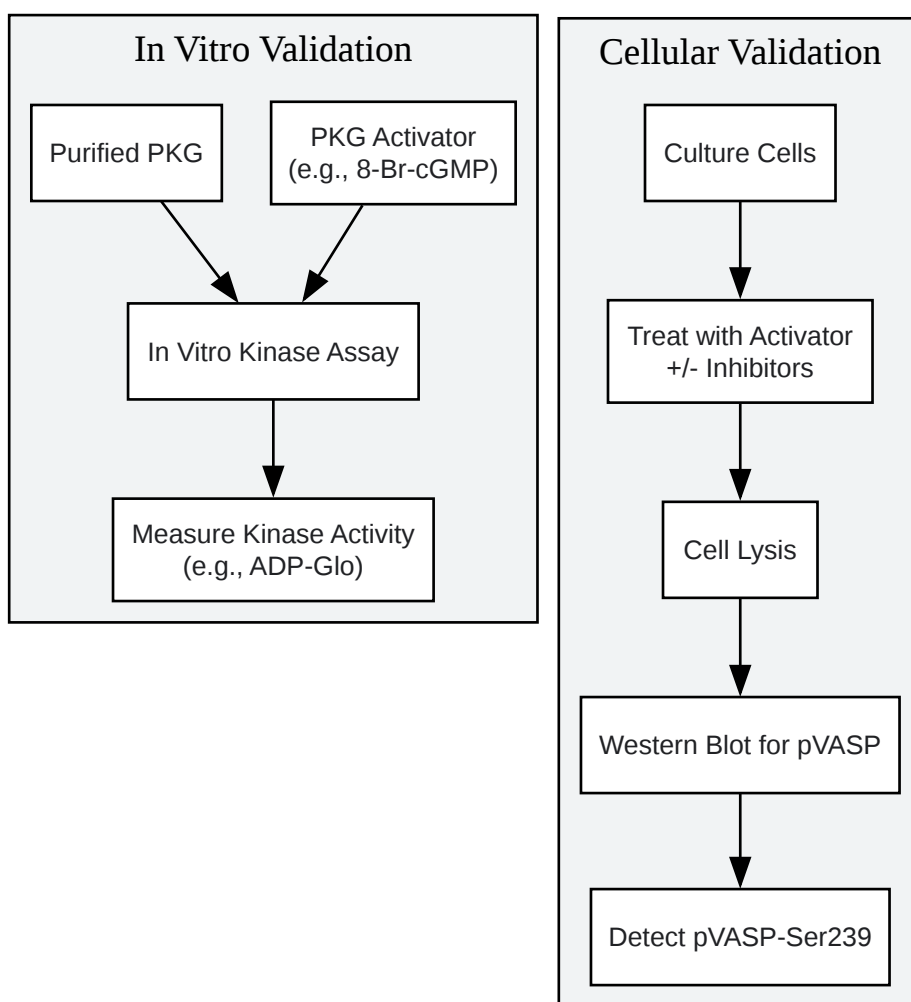 In Vitro Validation
Purified PKG
PKG Activator
(e.g., 8-Br-cGMP)
In Vitro Kinase Assay
Measure Kinase Activity
(e.g., ADP-Glo)
Cellular Validation
Culture Cells
Treat with Activator
+/- Inhibitors
Cell Lysis
Western Blot for pVASP
Detect pVASP-Ser239